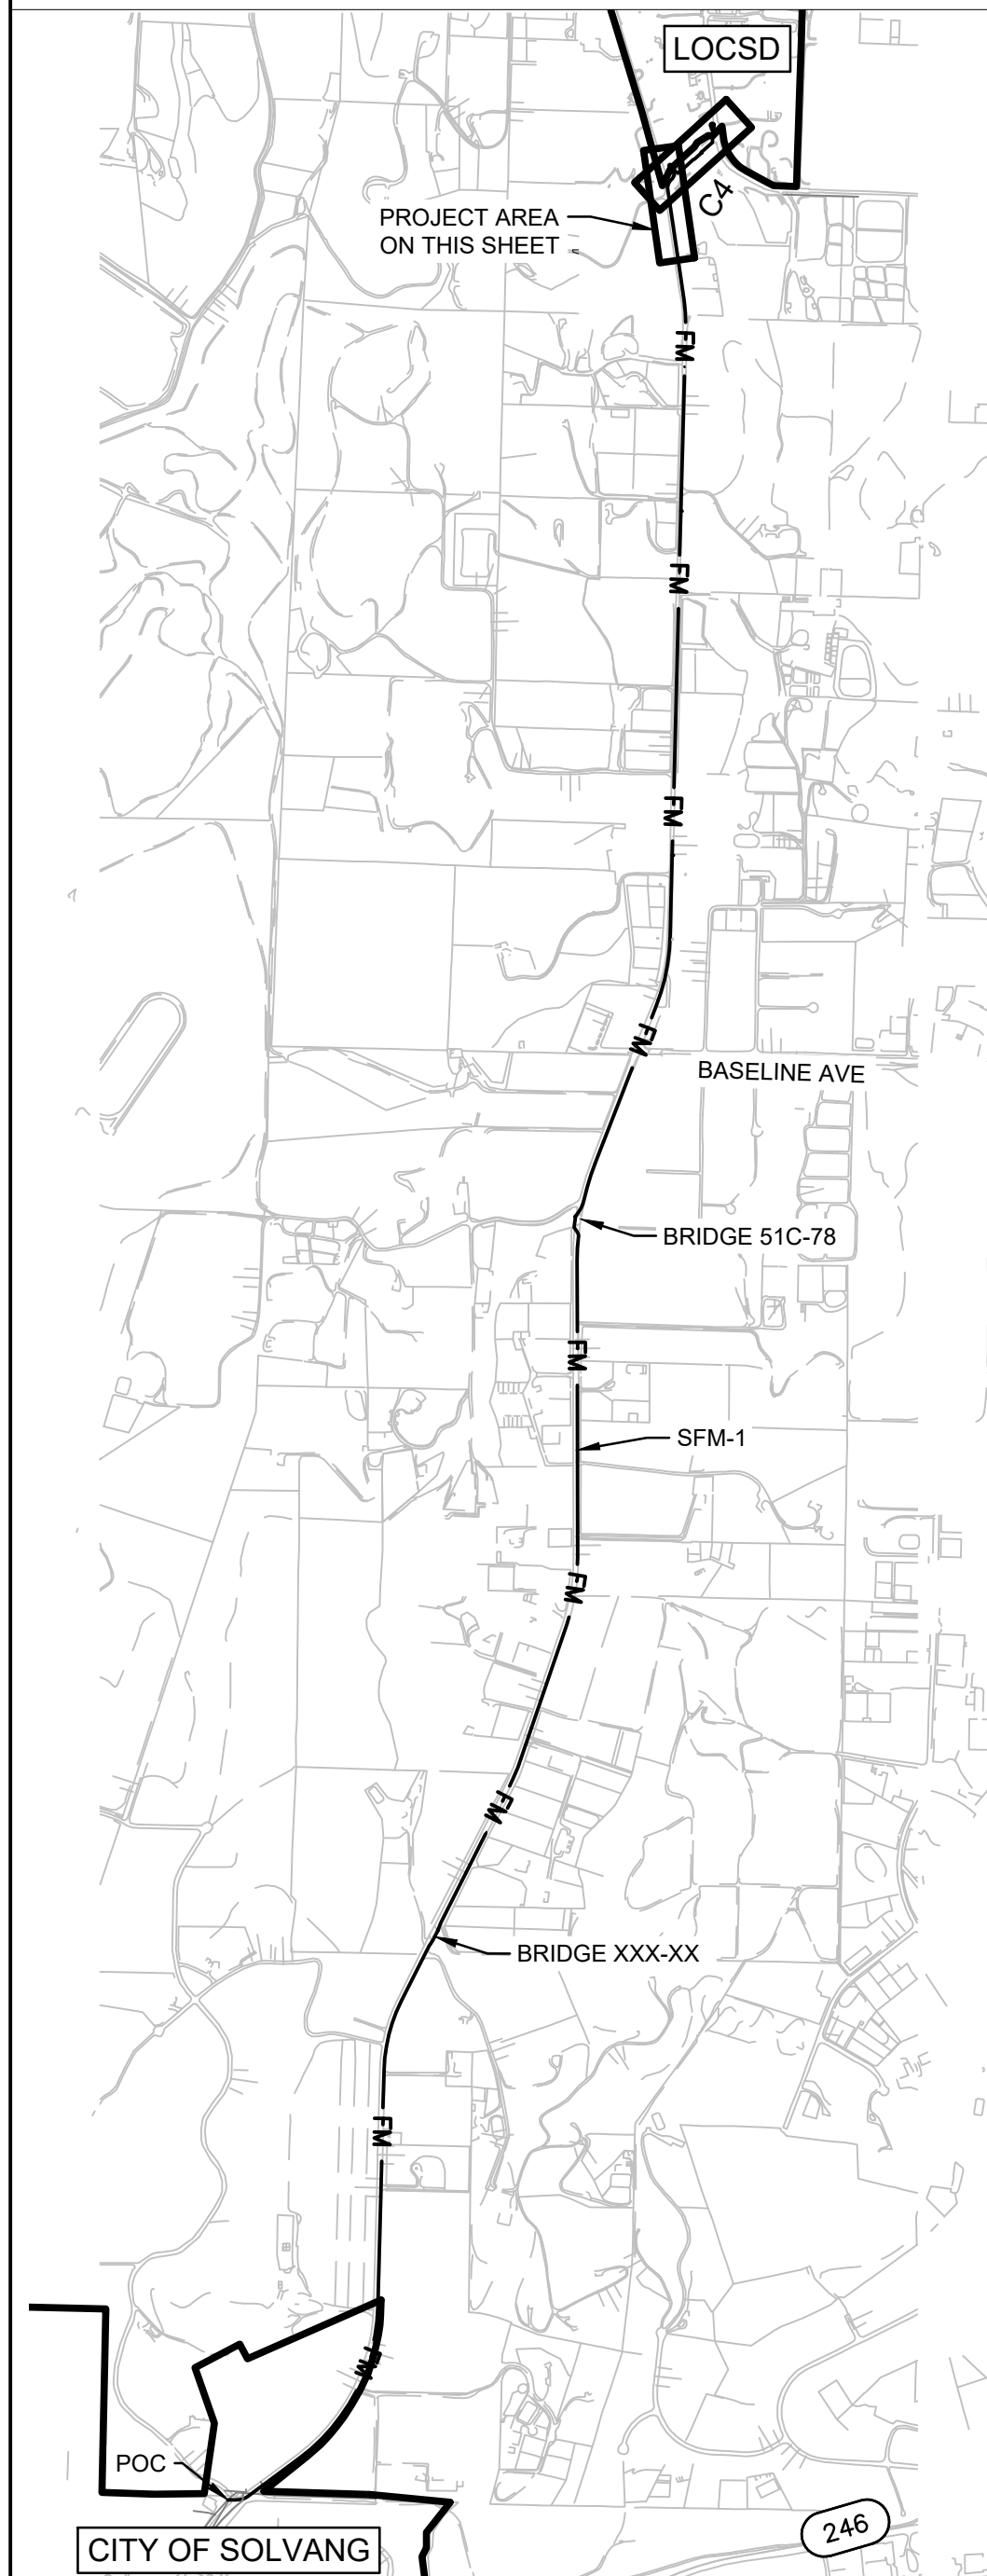 LOCSD
C4
PROJECT AREA
ON THIS SHEET
FM
FM
FM
FM
BASELINE AVE
BRIDGE 51C-78
FM
SFM-1
FM
FM
BRIDGE XXX-XX
FM
FM
POC
CITY OF SOLVANG
246